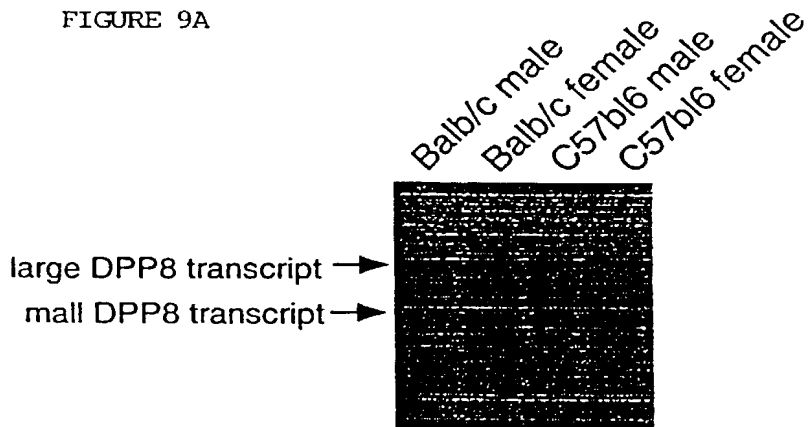 FIGURE 9A
Balb/c male
Balb/c female
C57bl6 male
C57bl6 female
large DPP8 transcript
mall DPP8 transcript